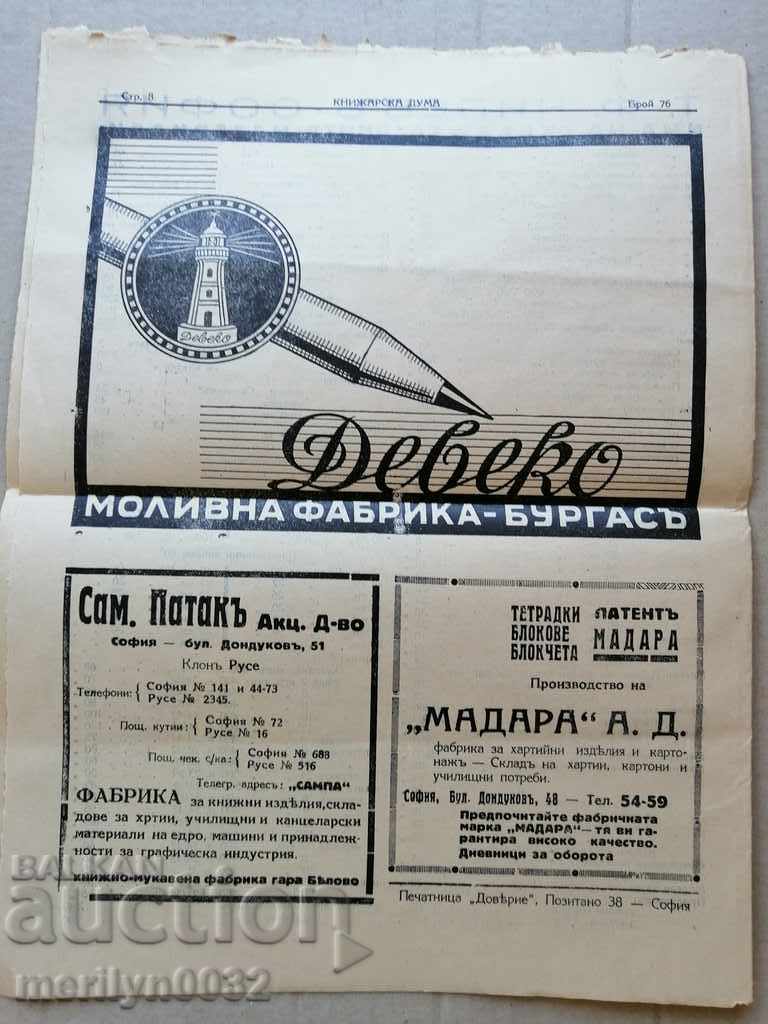 Стр. 8 КНИЖАРСКА ДУМА Брой 76
Девеко
Девеко
МОЛИВНА ФАБРИКА-БУРГАСЪ
Сам. Патакъ Акц. Д-во
София — бул. Дондуковъ, 51
Клонъ Русе
Телефони: { София № 141 и 44-73
Русе № 2345.
Пощ. кутии: { София № 72
Русе № 16
Пощ. чек. с/ка: { София № 688
Русе № 516
Телегр. адресъ: „САМПА“
ФАБРИКА за книжни изделия,скла-
дове за хртии, училищни и канцеларски
материали на едро, машини и принадлеж-
ности за графическа индустрия.
книжно-мукавена фабрика гара Бѣлово
ТЕТРАДКИ
БЛОКОВЕ
БЛОКЧЕТА
ПАТЕНТЪ
МАДАРА
Производство на
„МАДАРА“ А. Д.
фабрика за хартийни издѣлия и карто-
нажъ — Складъ на хартии, картони и
училищни потреби.
София, Бул. Дондуковъ, 48 — Тел. 54-59
Предпочитайте фабричната
марка „МАДАРА“—тя ви га-
рантира високо качество.
Дневници за оборота
Печатница „Довѣрие“, Позитано 38 — София
БАЛКАН
auction
merilyn0032